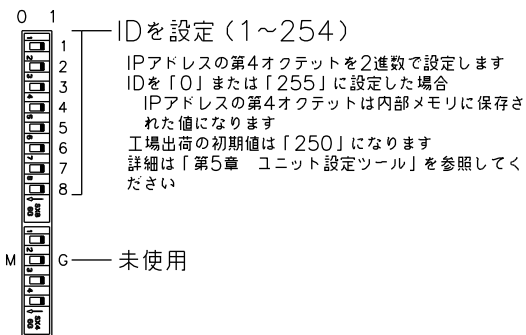 0 1
IDを設定（1～254）
IPアドレスの第4オクテットを2進数で設定します
IDを「0」または「255」に設定した場合
IPアドレスの第4オクテットは内部メモリに保存さ
れた値になります
工場出荷の初期値は「250」になります
詳細は「第5章 ユニット設定ツール」を参照してく
ださい
1
2
3
4
5
6
7
8
M
G
未使用